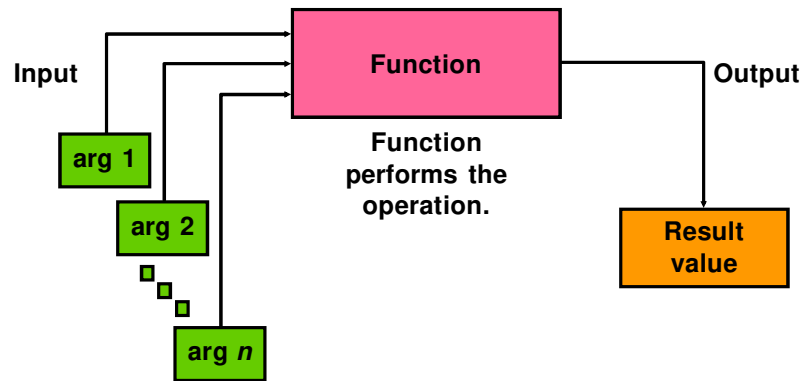 Input
Function
Output
arg 1
Function
performs the
operation.
arg 2
Result
value
arg n